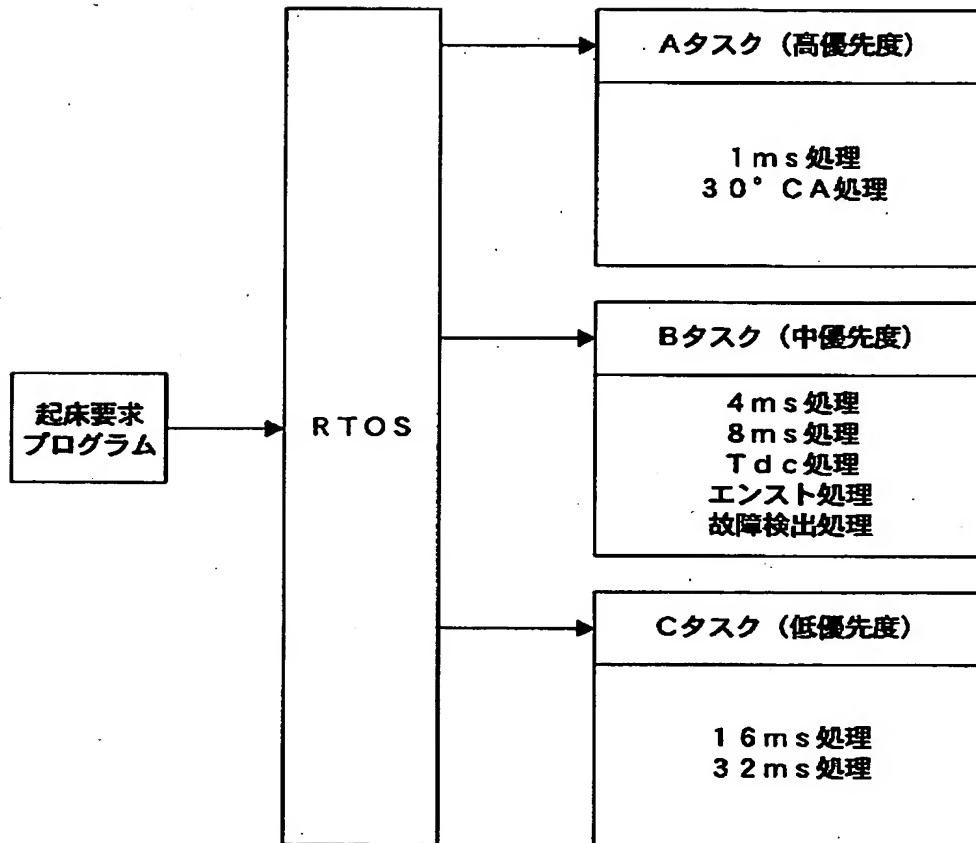 起床要求
プログラム
RTOS
Aタスク（高優先度）
1ms処理
30°CA処理
Bタスク（中優先度）
4ms処理
8ms処理
Tdc処理
エンスト処理
故障検出処理
Cタスク（低優先度）
16ms処理
32ms処理